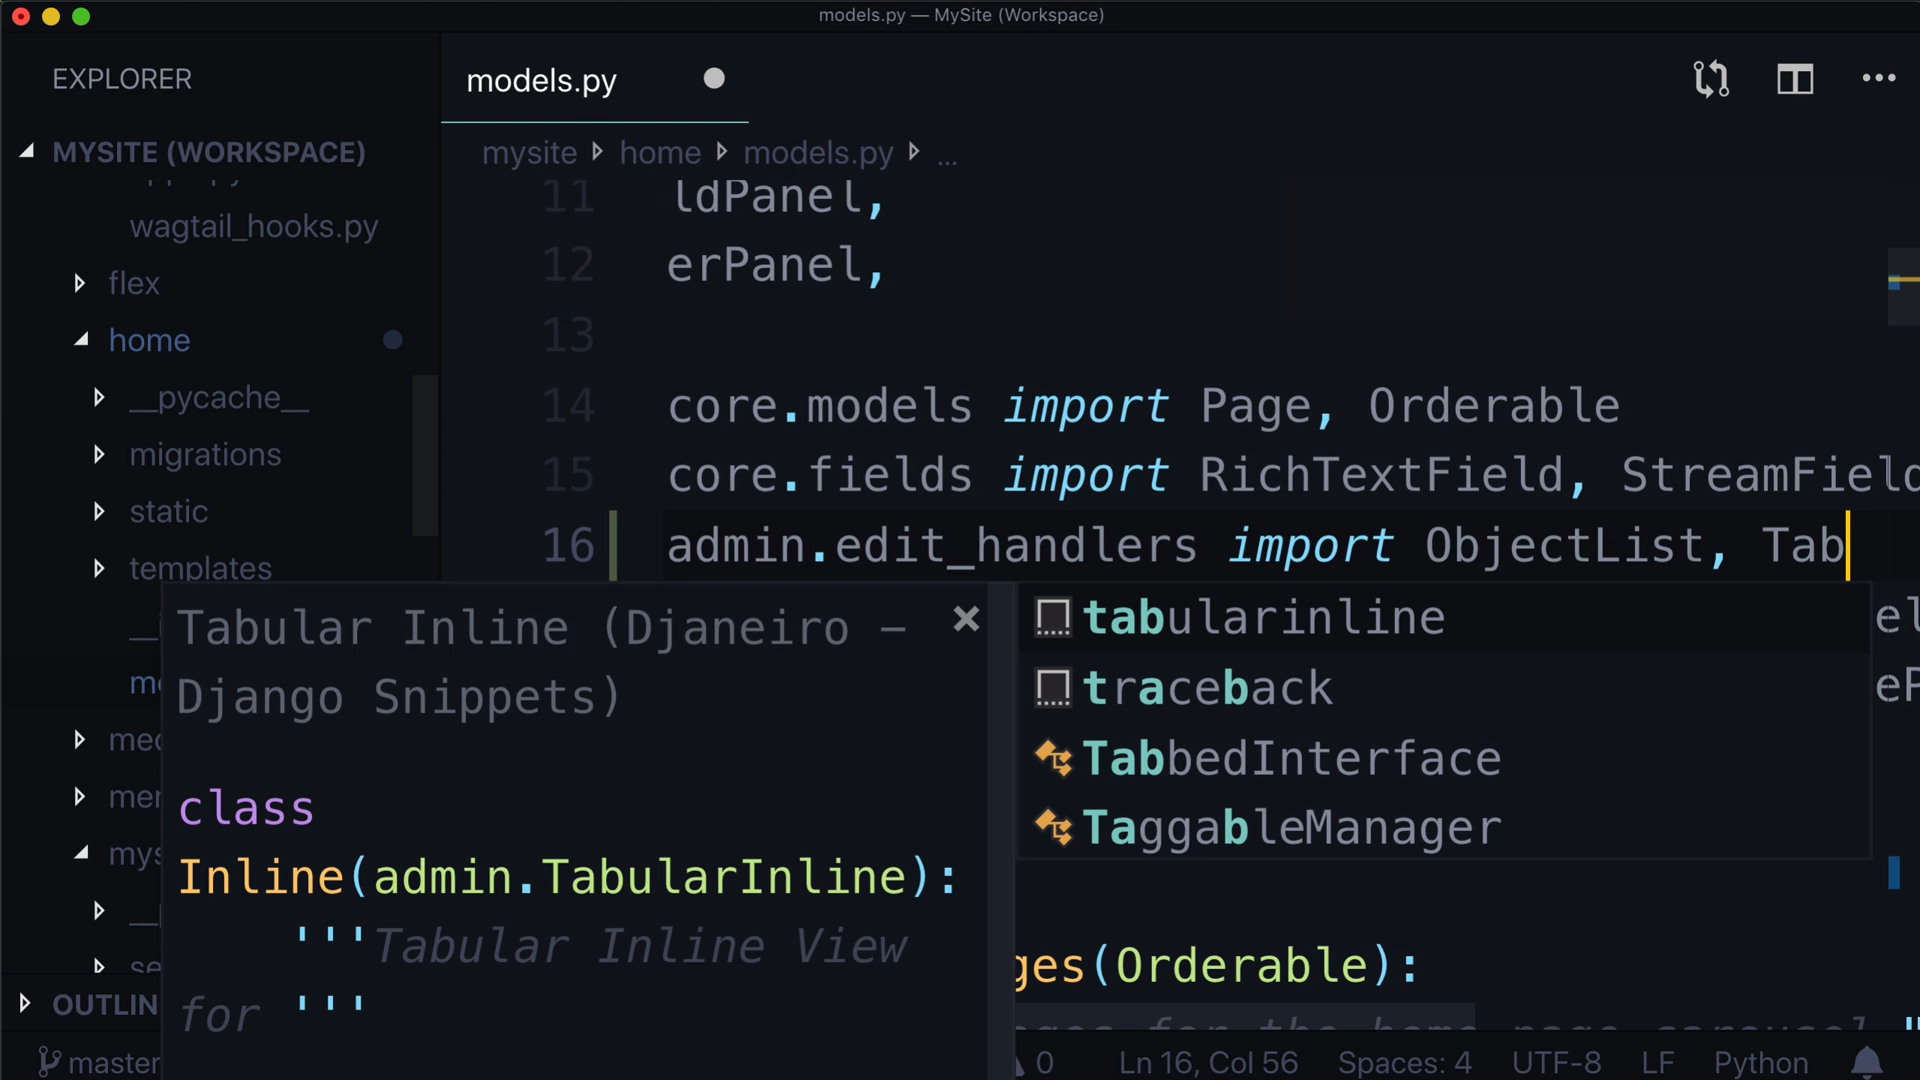 models.py — MySite (Workspace)
EXPLORER
MYSITE (WORKSPACE)
wagtail_hooks.py
flex
home
__pycache__
migrations
static
templates
OUTLIN
master
models.py
mysite home models.py ...
11 ldPanel,
12 erPanel,
13
14 core.models import Page, Orderable
15 core.fields import RichTextField, StreamField
16 admin.edit_handlers import ObjectList, Tab
Tabular Inline (Djaneiro –
Django Snippets)
class
Inline(admin.TabularInline):
'''Tabular Inline View
for '''
tabularinline
traceback
TabbedInterface
TaggableManager
ges(Orderable):
0 Ln 16, Col 56 Spaces: 4 UTF-8 LF Python